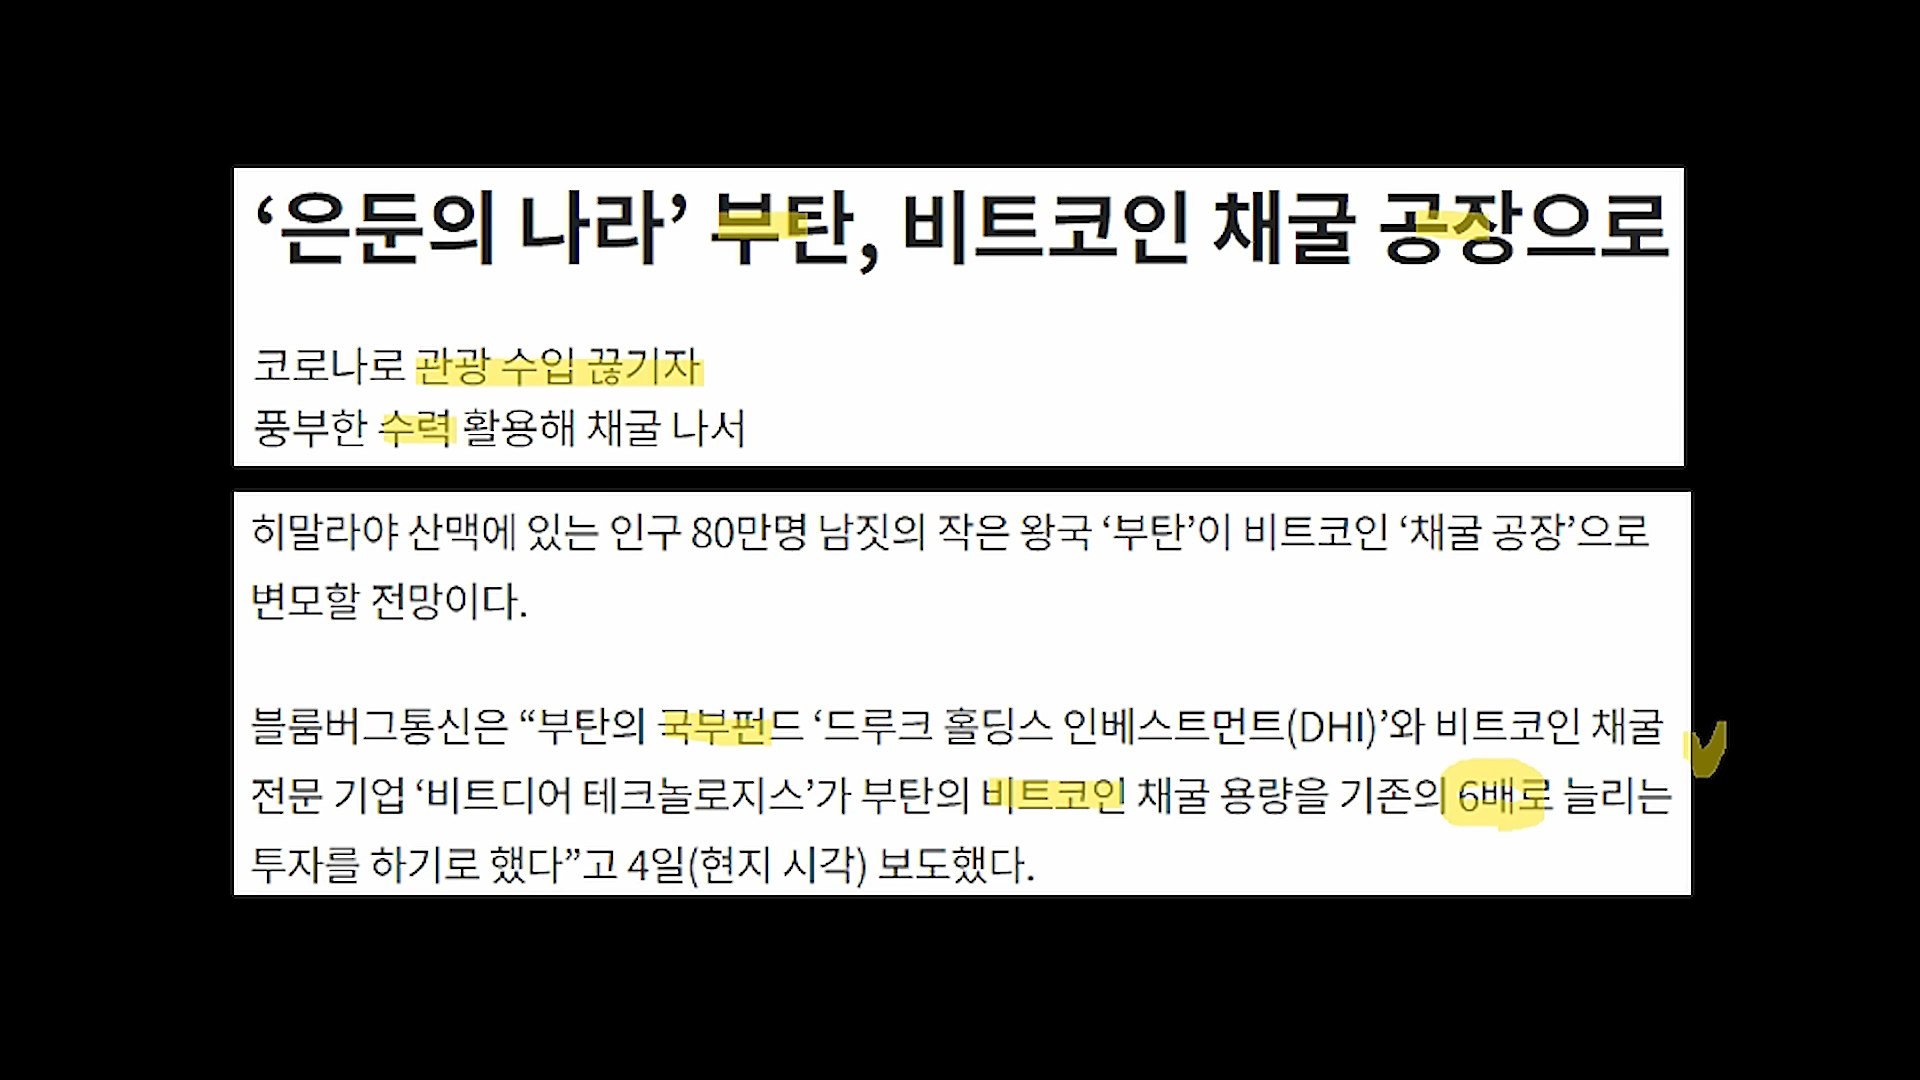 ‘은둔의 나라’ 부탄, 비트코인 채굴 공장으로
코로나로 관광 수입 끊기자
풍부한 수력 활용해 채굴 나서
히말라야 산맥에 있는 인구 80만명 남짓의 작은 왕국 ‘부탄’이 비트코인 ‘채굴 공장’으로
변모할 전망이다.
블룸버그통신은 “부탄의 국부펀드 ‘드루크 홀딩스 인베스트먼트(DHI)’와 비트코인 채굴
전문 기업 ‘비트디어 테크놀로지스’가 부탄의 비트코인 채굴 용량을 기존의 6배로 늘리는
투자를 하기로 했다”고 4일(현지 시각) 보도했다.